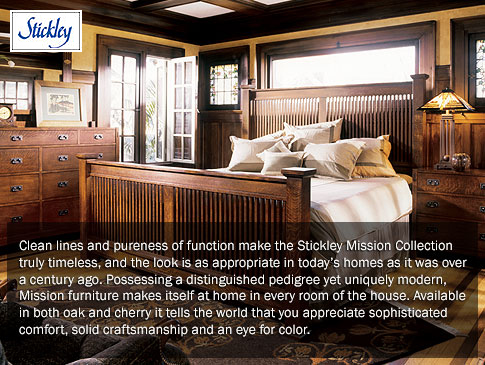 Stickley
Clean lines and pureness of function make the Stickley Mission Collection
truly timeless, and the look is as appropriate in today's homes as it was over
a century ago. Possessing a distinguished pedigree yet uniquely modern,
Mission furniture makes itself at home in every room of the house. Available
in both oak and cherry it tells the world that you appreciate sophisticated
comfort, solid craftsmanship and an eye for color.